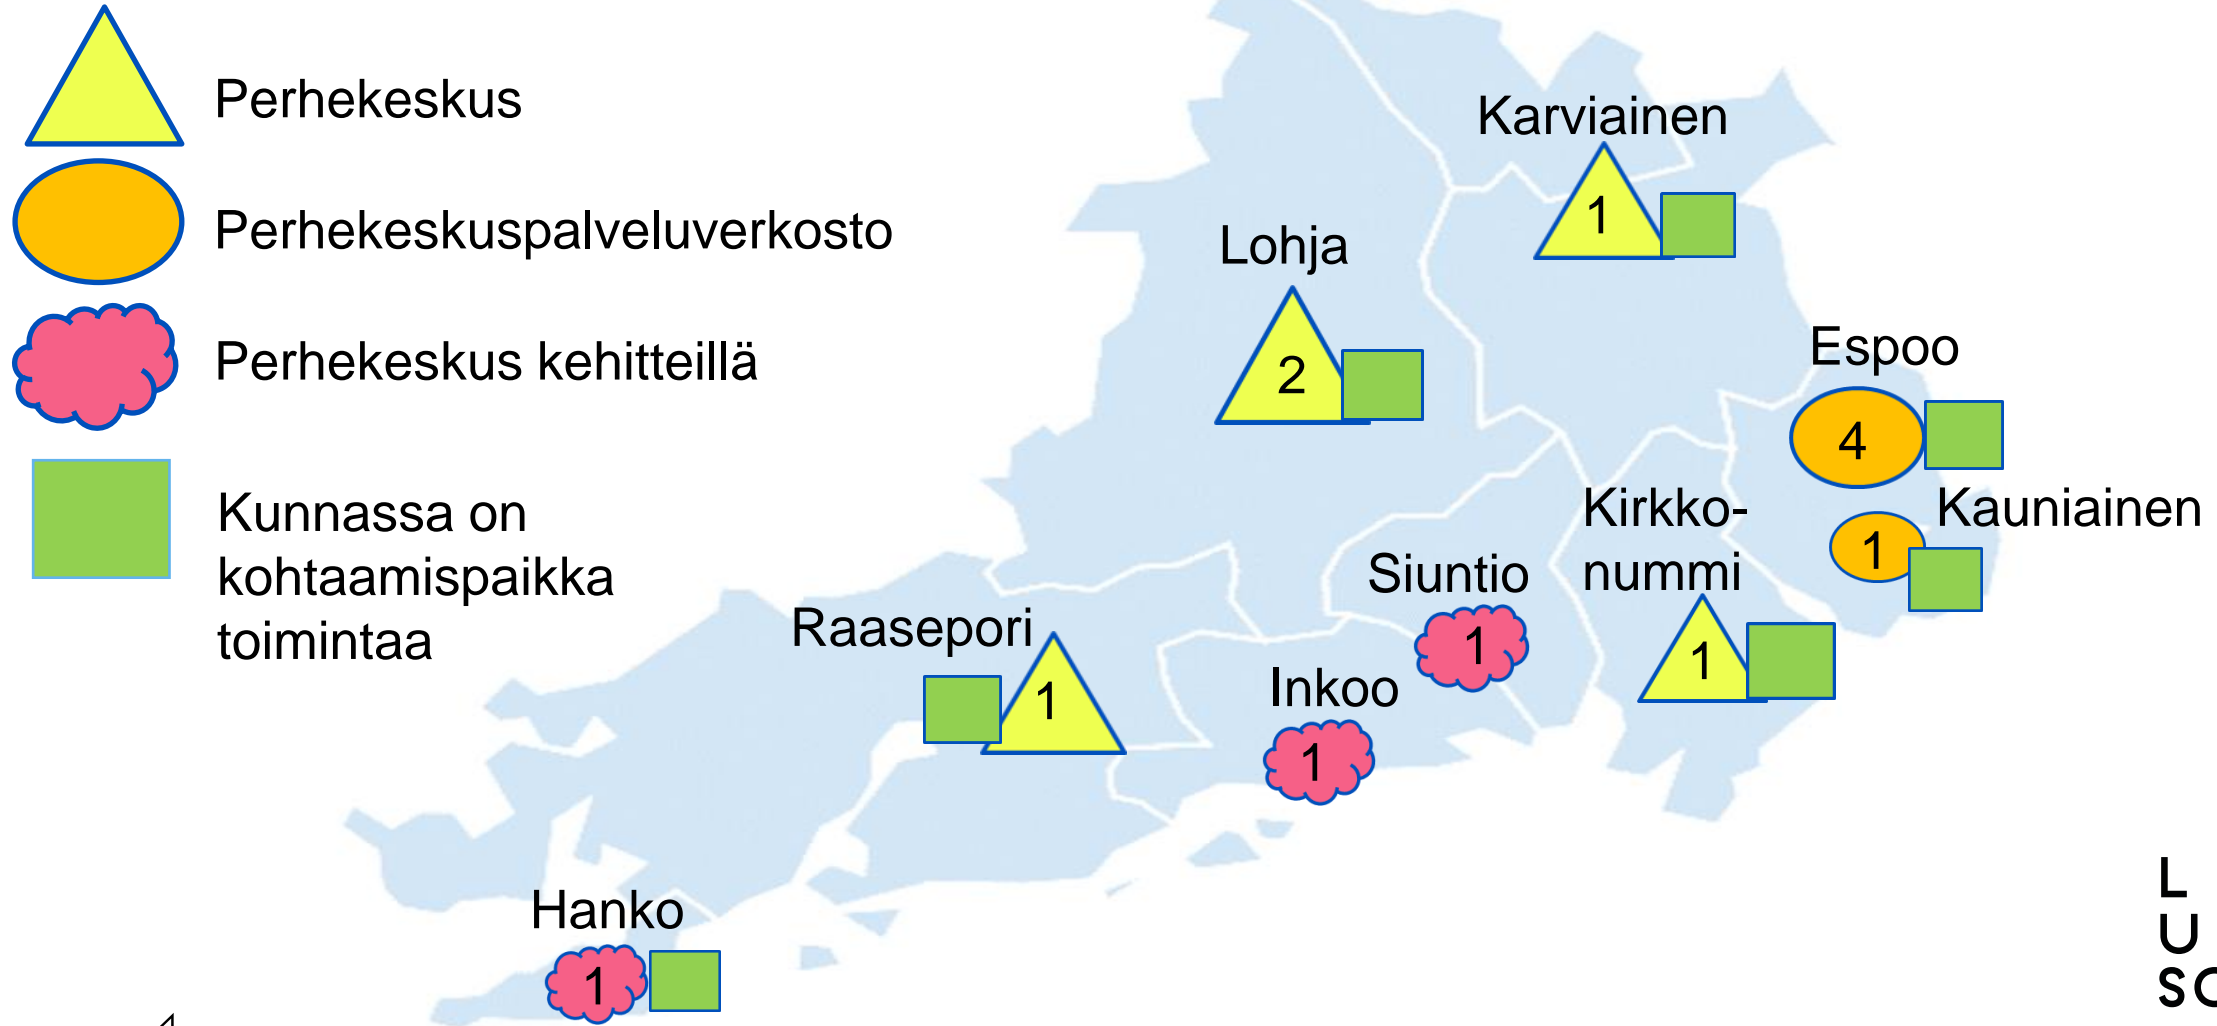 Perhekeskus
Perhekeskuspalveluverkosto
Perhekeskus kehitteillä
Kunnassa on
kohtaamispaikka
toimintaa
Karviainen
1
Lohja
2
Espoo
4
Kauniainen
1
Kirkko-
nummi
1
Siuntio
1
Inkoo
1
Raasepori
1
Hanko
1
L
U